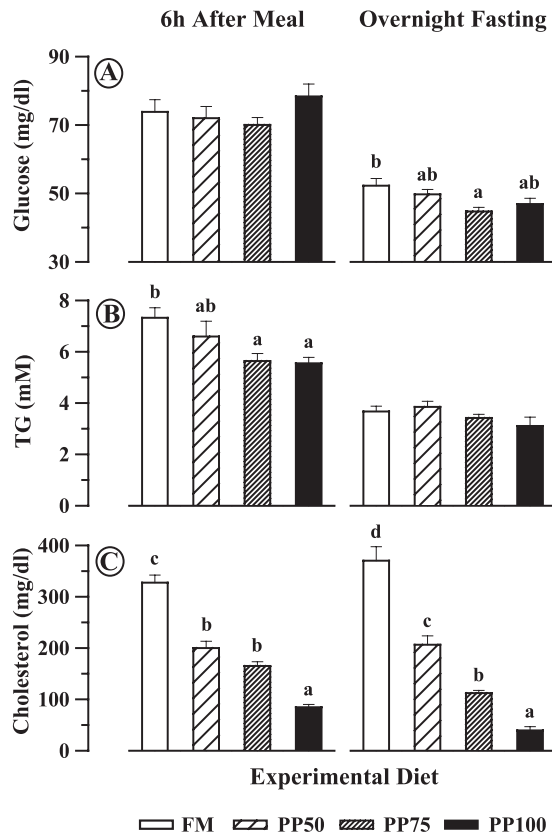 6h After Meal Overnight Fasting
A
Glucose (mg/dl)
90
70
50
30
b ab a ab
B
TG (mM)
8
6
4
2
0
b ab a a
C
Cholesterol (mg/dl)
400
300
200
100
0
c b b a
d c b a
Experimental Diet
FM PP50 PP75 PP100